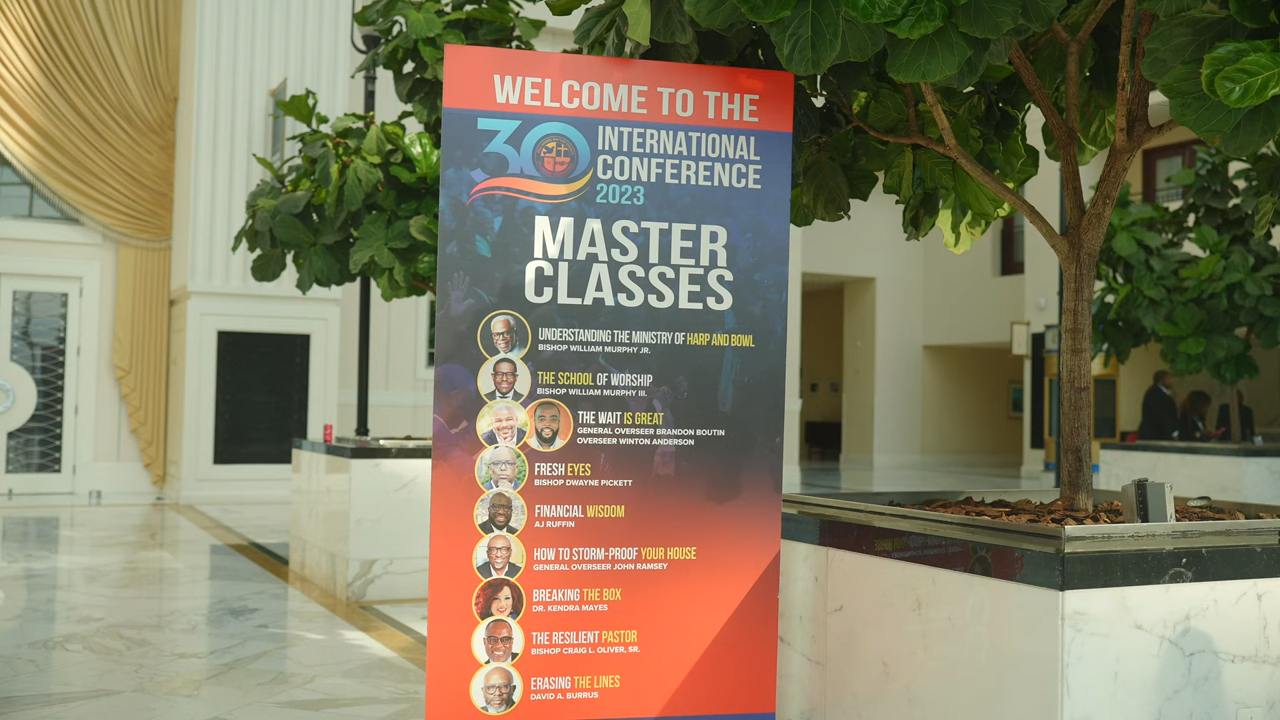 WELCOME TO THE
30 INTERNATIONAL
CONFERENCE
2023
MASTER
CLASSES
UNDERSTANDING THE MINISTRY OF HARP AND BOWL
BISHOP WILLIAM MURPHY JR.
THE SCHOOL OF WORSHIP
BISHOP WILLIAM MURPHY III.
THE WAIT IS GREAT
GENERAL OVERSEER BRANDON BOUTIN
OVERSEER WINTON ANDERSON
FRESH EYES
BISHOP DWAYNE PICKETT
FINANCIAL WISDOM
AJ RUFFIN
HOW TO STORM-PROOF YOUR HOUSE
GENERAL OVERSEER JOHN RAMSEY
BREAKING THE BOX
DR. KENDRA MAYES
THE RESILIENT PASTOR
BISHOP CRAIG L. OLIVER, SR.
ERASING THE LINES
DAVID A. BURRUS